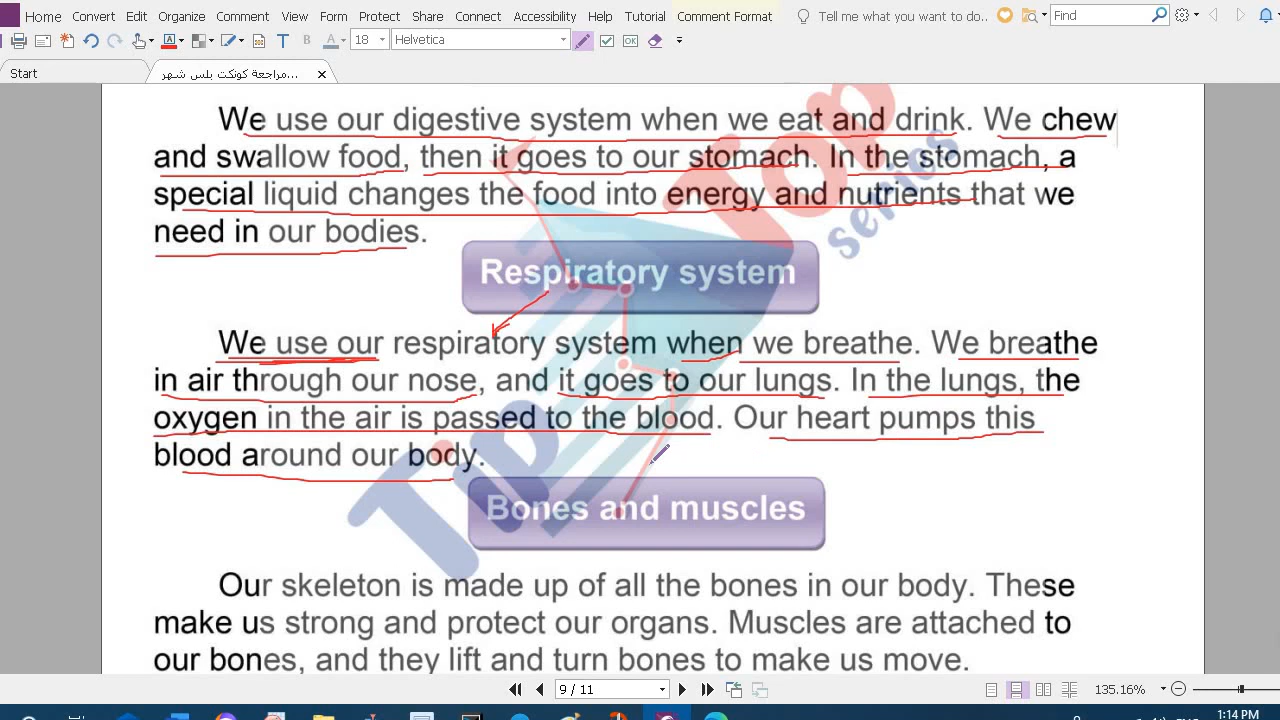 Home Convert Edit Organize Comment View Form Protect Share Connect Accessibility Help Tutorial Comment Format Tell me what you want to do.. Find
18 Helvetica
Start مراجعة كونكت بلس شهر...
We use our digestive system when we eat and drink. We chew
and swallow food, then it goes to our stomach. In the stomach, a
special liquid changes the food into energy and nutrients that we
need in our bodies.
Respiratory system
We use our respiratory system when we breathe. We breathe
in air through our nose, and it goes to our lungs. In the lungs, the
oxygen in the air is passed to the blood. Our heart pumps this
blood around our body.
Bones and muscles
Our skeleton is made up of all the bones in our body. These
make us strong and protect our organs. Muscles are attached to
our bones, and they lift and turn bones to make us move.
Tip Top
series
9 / 11 135.16%
1:14 PM